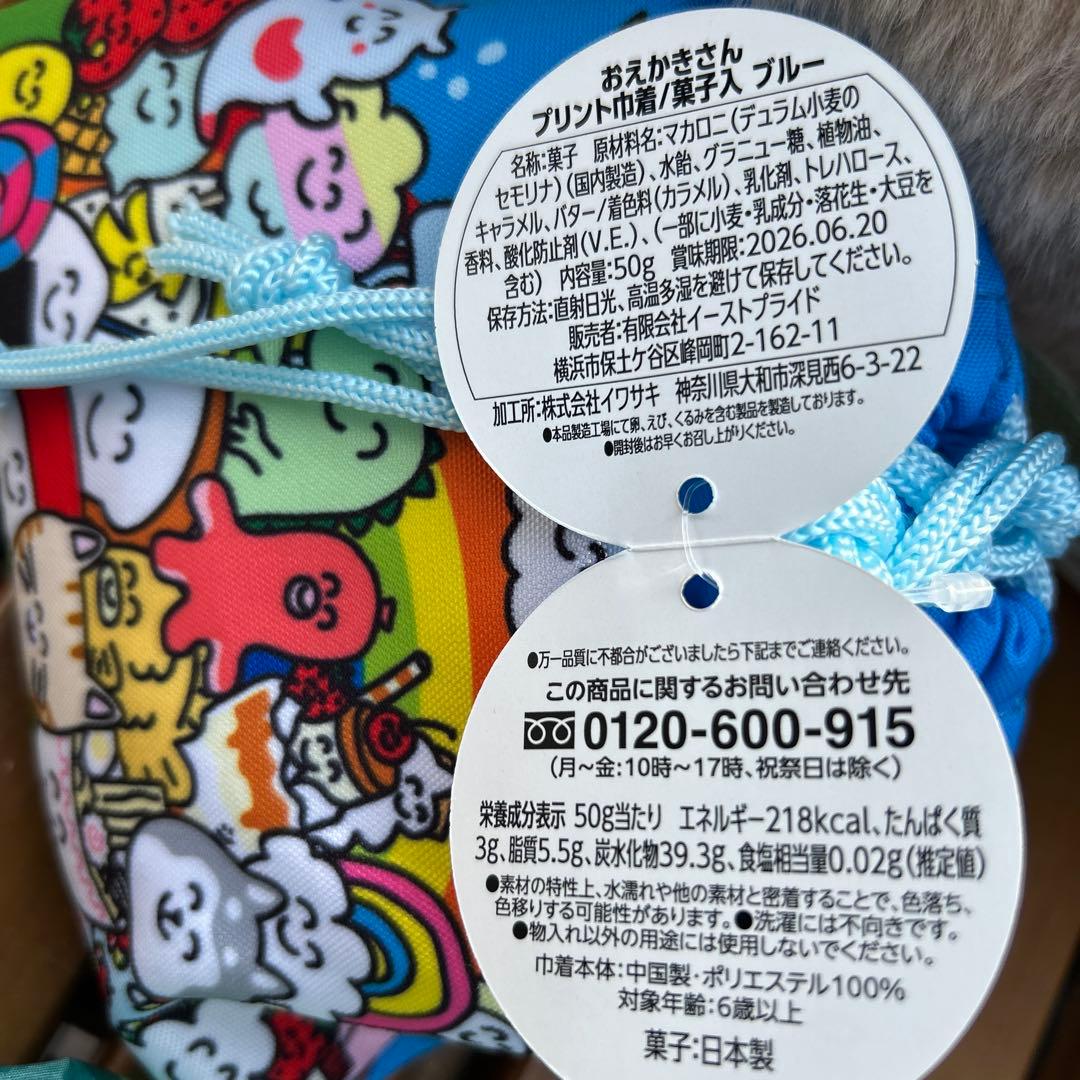 おえかきさん
プリント巾着/菓子入 ブルー
名称:菓子 原材料名:マカロニ(デュラム小麦の
セモリナ)(国内製造)、水飴、グラニュー糖、植物油、
キャラメル、バター/着色料(カラメル)、乳化剤、トレハロース、
香料、酸化防止剤(V.E.)、(一部に小麦・乳成分・落花生・大豆を
含む) 内容量:50g 賞味期限:2026.06.20
保存方法:直射日光、高温多湿を避けて保存してください。
販売者:有限会社イーストプライド
横浜市保土ケ谷区峰岡町2-162-11
加工所:株式会社イワサキ 神奈川県大和市深見西6-3-22
●本品製造工場にて卵、えび、くるみを含む製品を製造しております。
●開封後はお早くお召し上がりください。
●万一品質に不都合がございましたら下記までご連絡ください。
この商品に関するお問い合わせ先
0120-600-915
(月～金:10時～17時、祝祭日は除く)
栄養成分表示 50g当たり エネルギー218kcal、たんぱく質
3g、脂質5.5g、炭水化物39.3g、食塩相当量0.02g(推定値)
●素材の特性上、水濡れや他の素材と密着することで、色落ち、
色移りする可能性があります。●洗濯には不向きです。
●物入れ以外の用途には使用しないでください。
巾着本体:中国製・ポリエステル100%
対象年齢:6歳以上
菓子:日本製